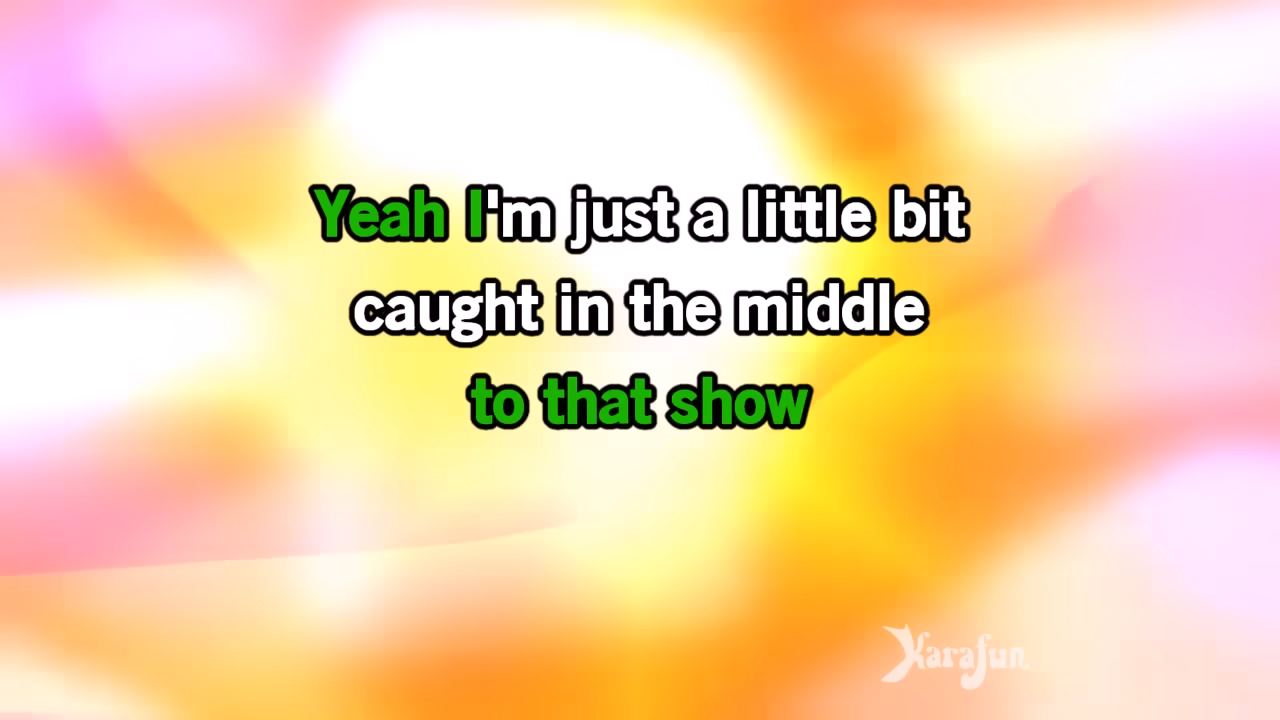 Yeah I'm just a little bit
caught in the middle
to that show
Karafun